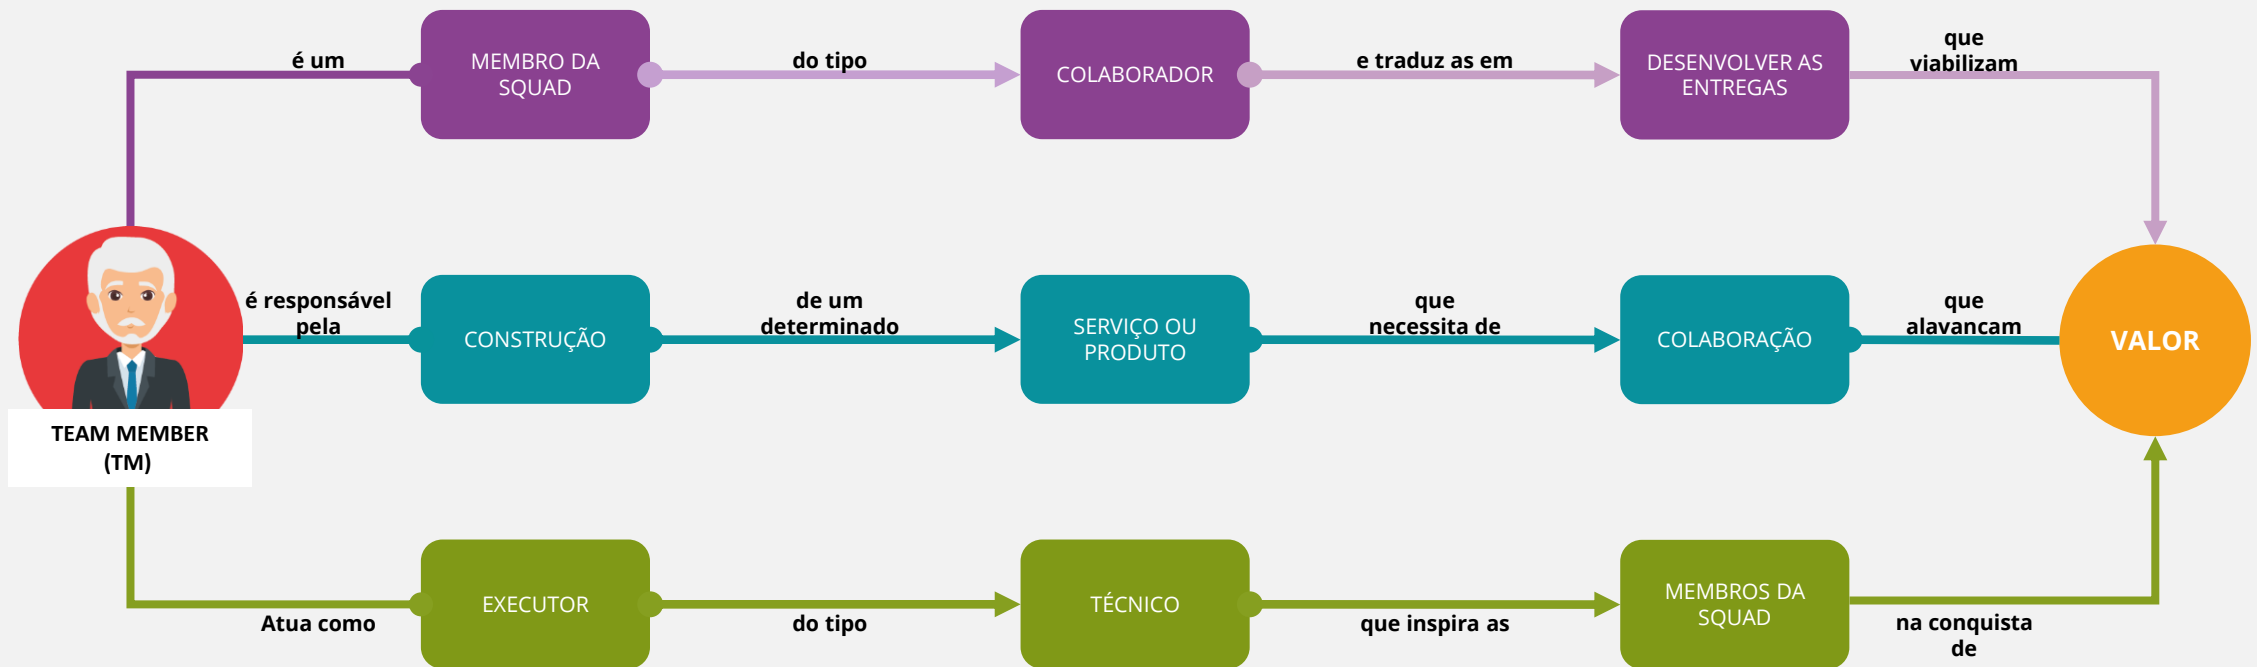 é um
MEMBRO DA
SQUAD
do tipo
COLABORADOR
e traduz as em
DESENVOLVER AS
ENTREGAS
que
viabilizam
é responsável
pela
CONSTRUÇÃO
de um
determinado
SERVIÇO OU
PRODUTO
que
necessita de
COLABORAÇÃO
que
alavancam
VALOR
TEAM MEMBER
(TM)
Atua como
EXECUTOR
do tipo
TÉCNICO
que inspira as
MEMBROS DA
SQUAD
na conquista
de